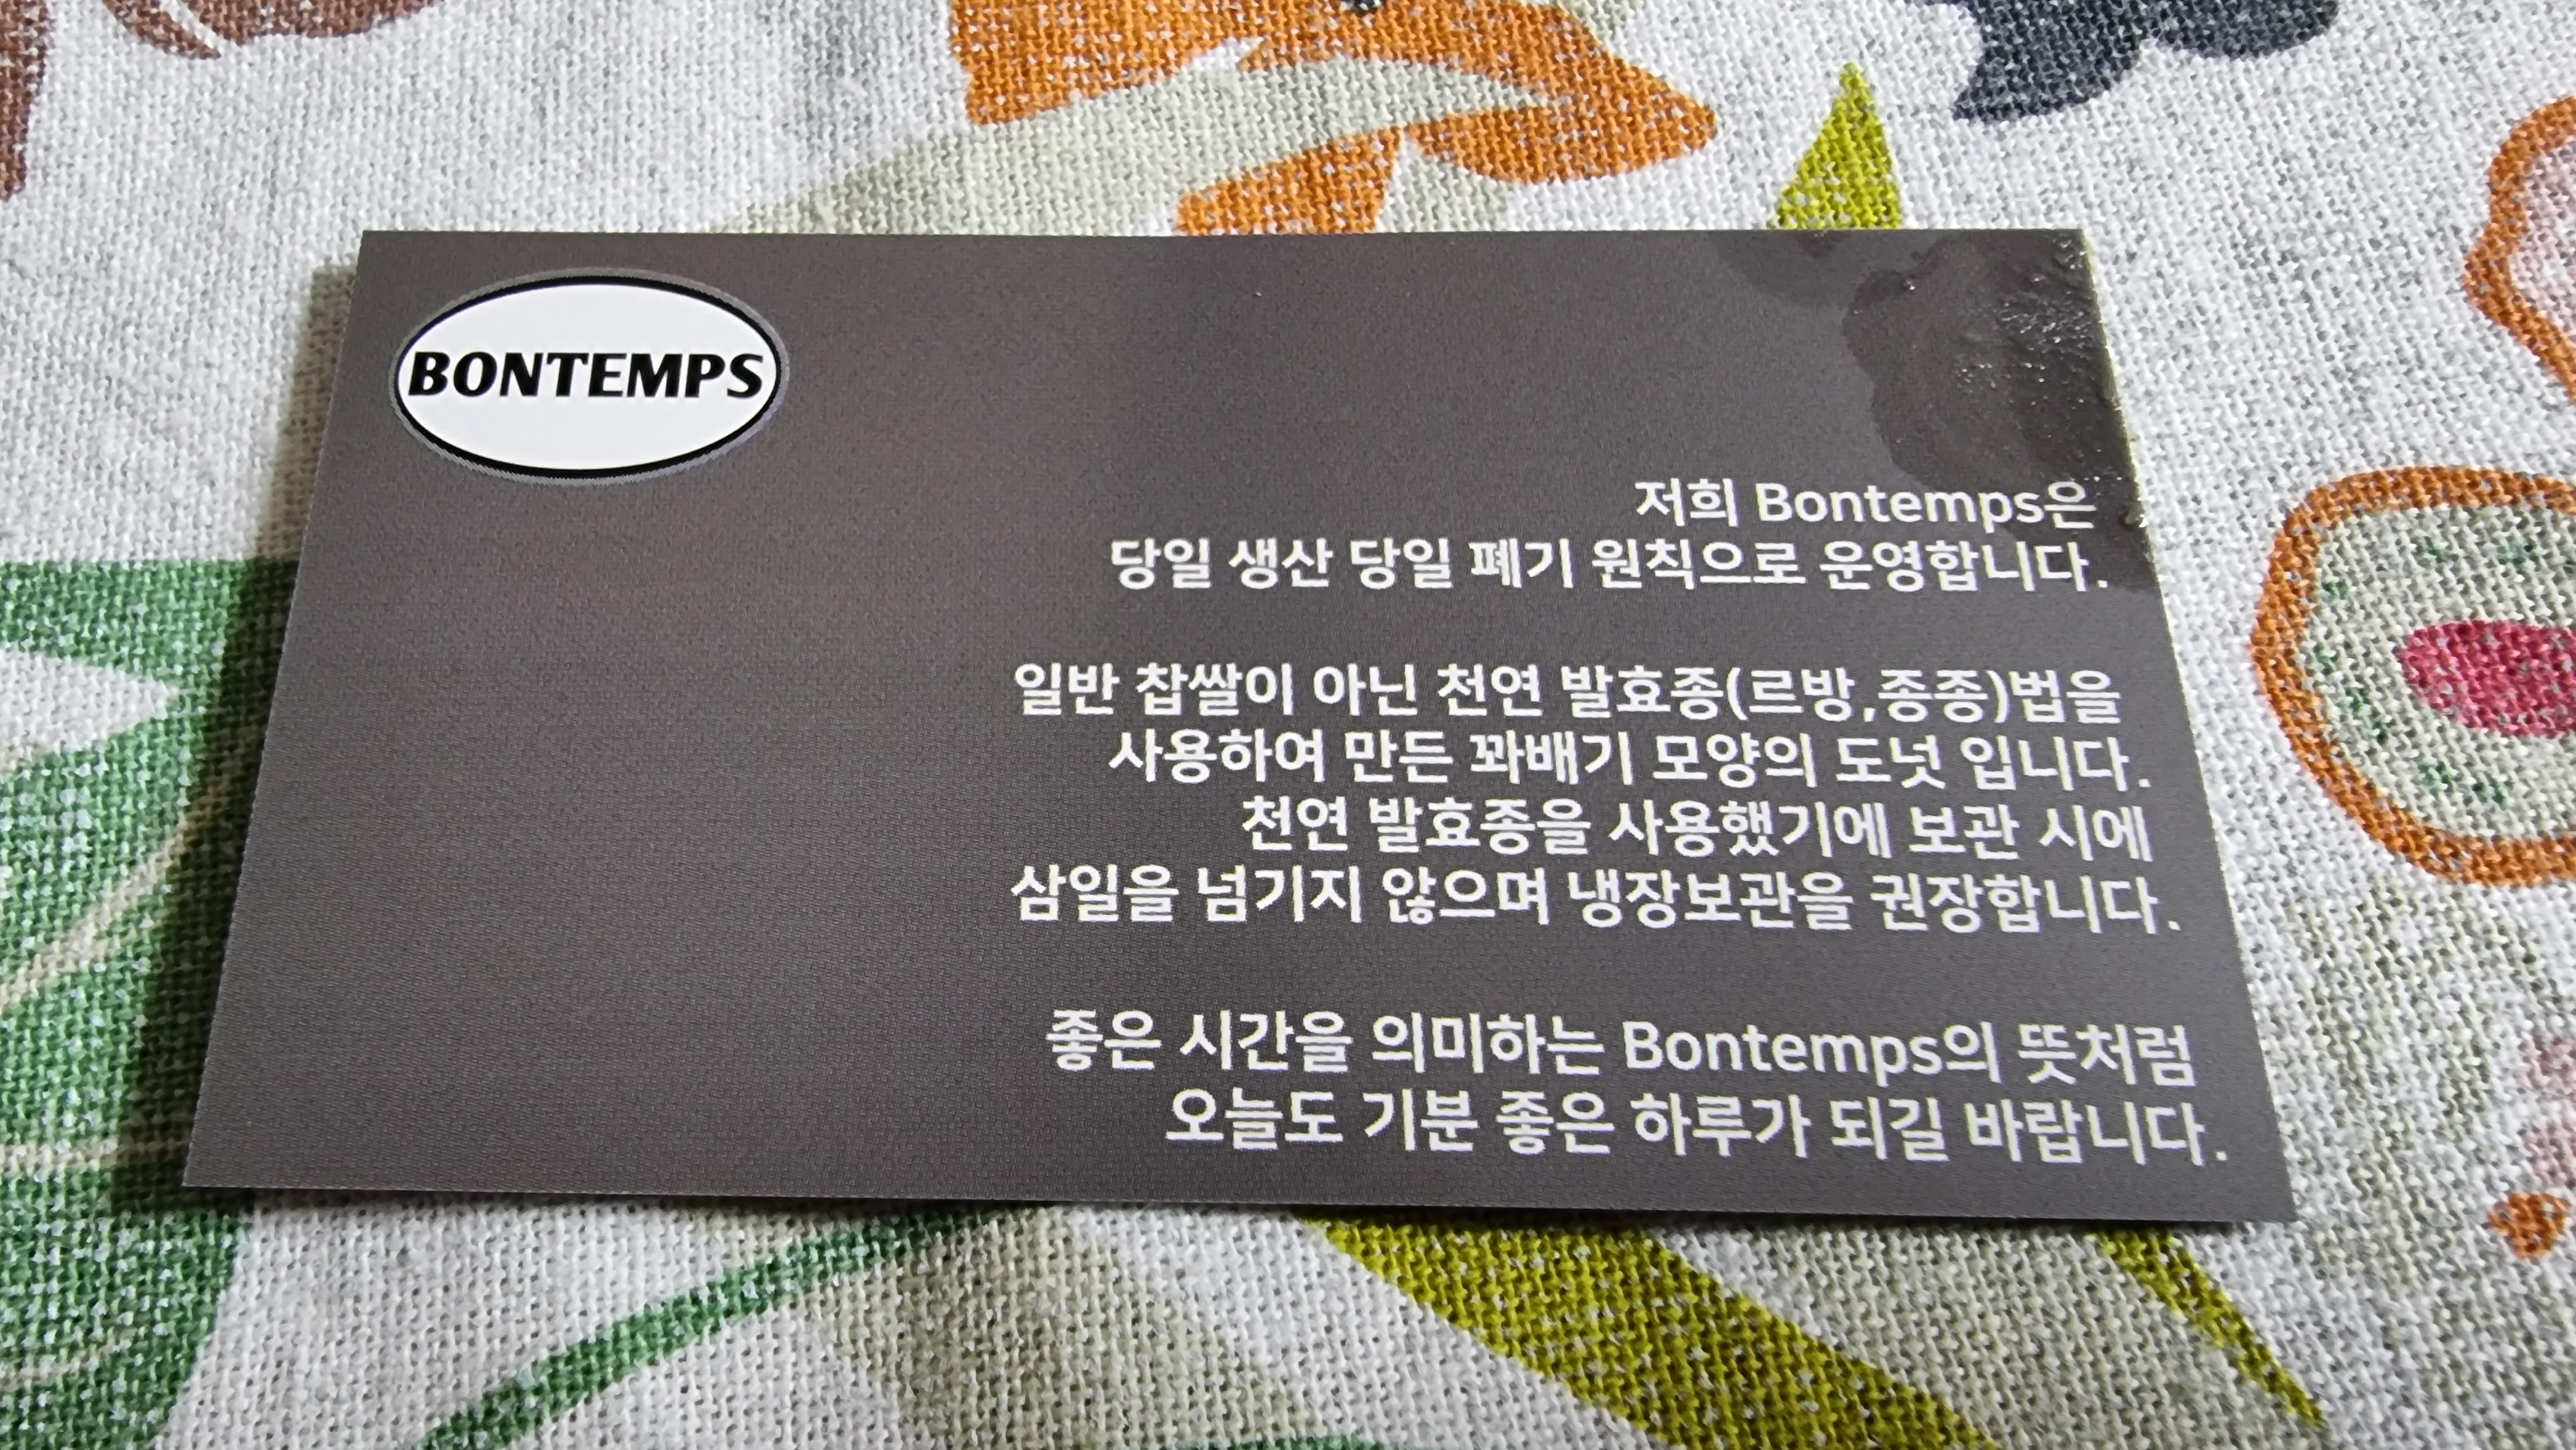 BONTEMPS
저희 Bontemps은
당일 생산 당일 폐기 원칙으로 운영합니다.
일반 찹쌀이 아닌 천연 발효종(르방,종종)법을
사용하여 만든 꽈배기 모양의 도넛 입니다.
천연 발효종을 사용했기에 보관 시에
삼일을 넘기지 않으며 냉장보관을 권장합니다.
좋은 시간을 의미하는 Bontemps의 뜻처럼
오늘도 기분 좋은 하루가 되길 바랍니다.